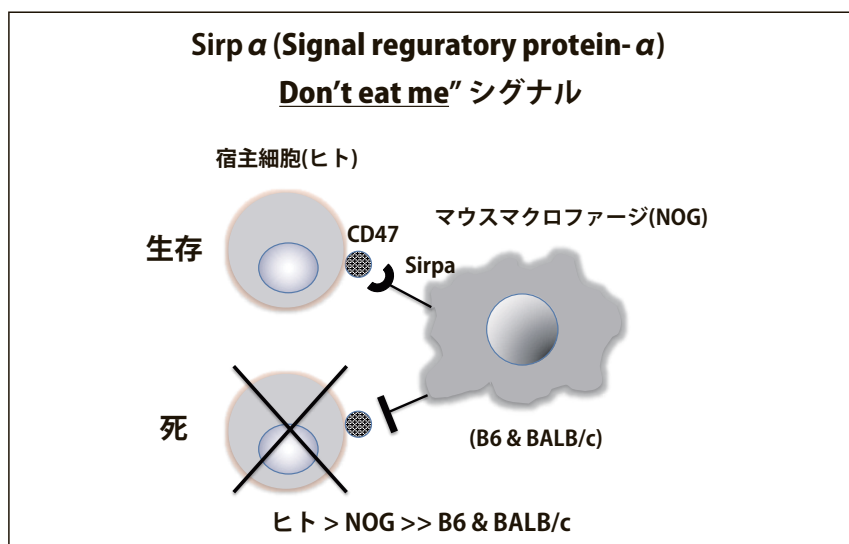 Sirp α (Signal reguratory protein- α)
Don't eat me” シグナル
宿主細胞(ヒト)
マウスマクロファージ(NOG)
CD47
生存
Sirpa
死
(B6 & BALB/c)
ヒト > NOG >> B6 & BALB/c